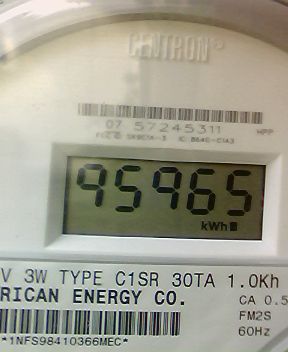 CENTRON
07 57245311 HPP
95965
kWh
V 3W TYPE C1SR 30TA 1.0Kh
RICAN ENERGY CO.
CA 0.5
FM2S
60Hz
*1NFS98410366MEC*